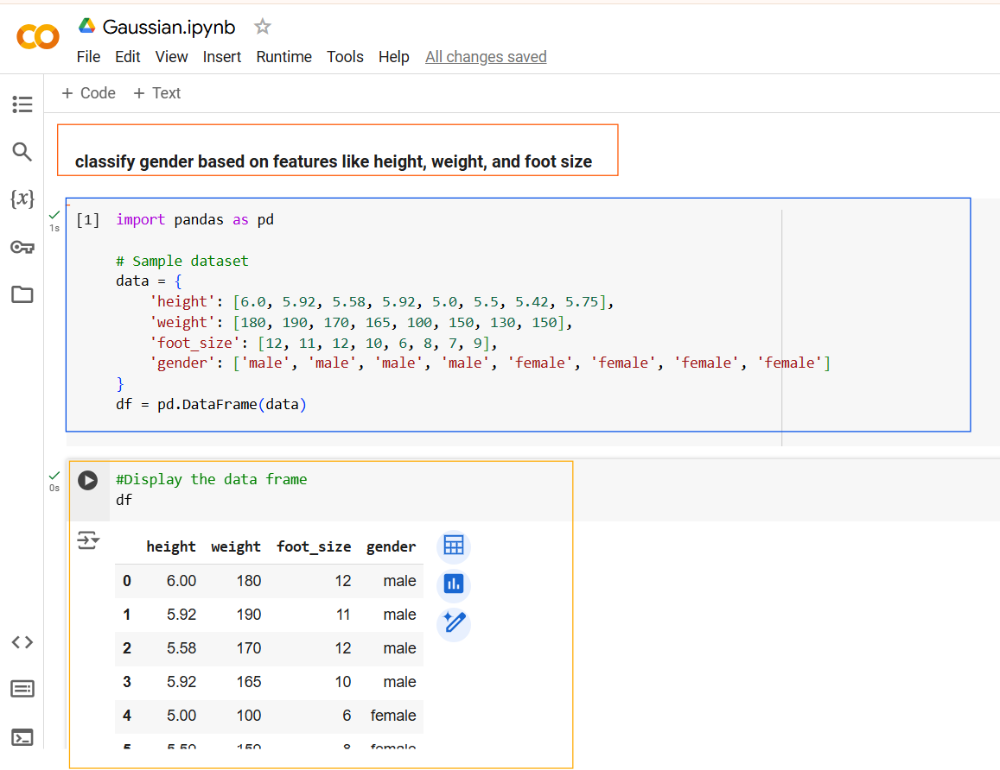 Gaussian.ipynb
File Edit View Insert Runtime Tools Help All changes saved
+ Code + Text
classify gender based on features like height, weight, and foot size
[1] import pandas as pd
1s
# Sample dataset
data = {
'height': [6.0, 5.92, 5.58, 5.92, 5.0, 5.5, 5.42, 5.75],
'weight': [180, 190, 170, 165, 100, 150, 130, 150],
'foot_size': [12, 11, 12, 10, 6, 8, 7, 9],
'gender': ['male', 'male', 'male', 'male', 'female', 'female', 'female', 'female']
}
df = pd.DataFrame(data)
#Display the data frame
0s
df
height weight foot_size gender
0 6.00 180 12 male
1 5.92 190 11 male
2 5.58 170 12 male
3 5.92 165 10 male
4 5.00 100 6 female
5 5.50 150 8 female